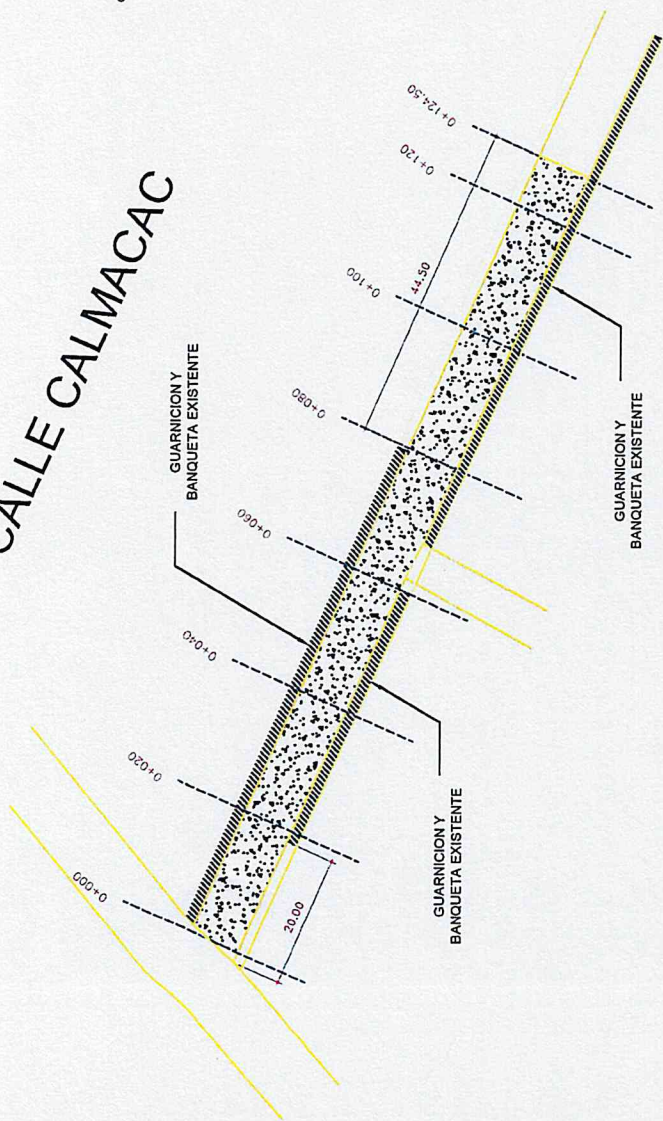 CALLE CALMACAC
GUARNICION Y
BANQUETA EXISTENTE
0+000
0+020
0+040
0+060
0+080
0+100
0+120
0+124.50
44.50
20.00
GUARNICION Y
BANQUETA EXISTENTE
GUARNICION Y
BANQUETA EXISTENTE